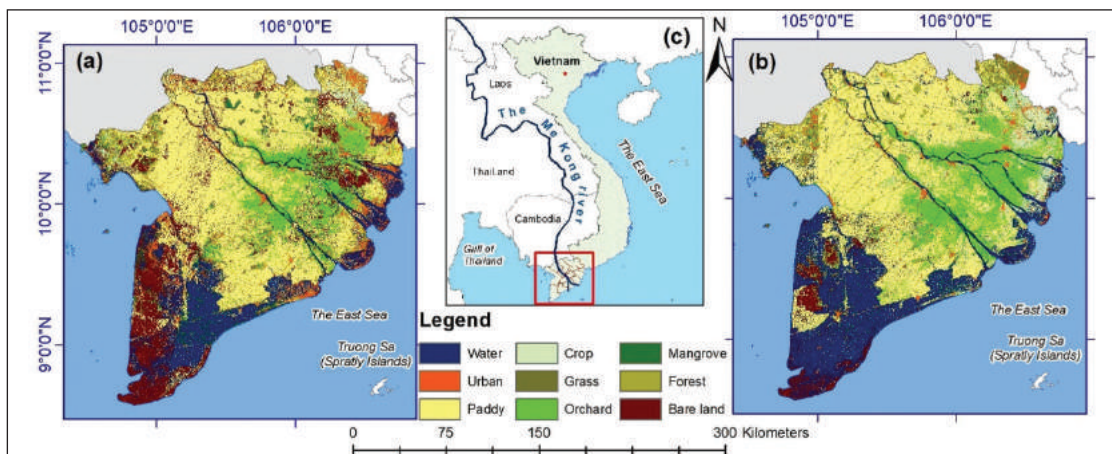 105°0'0"E
106°0'0"E
11°0'0"N
10°0'0"N
9°0'0"N
(a)
The East Sea
Truong Sa
(Spratly Islands)
(c)
Vietnam
Laos
The Me Kong river
ThaiLand
Cambodia
Gulf of
Thailand
The East Sea
N
105°0'0"E
106°0'0"E
(b)
The East Sea
Truong Sa
(Spratly Islands)
Legend
Water
Crop
Mangrove
Urban
Grass
Forest
Paddy
Orchard
Bare land
0
75
150
300 Kilometers